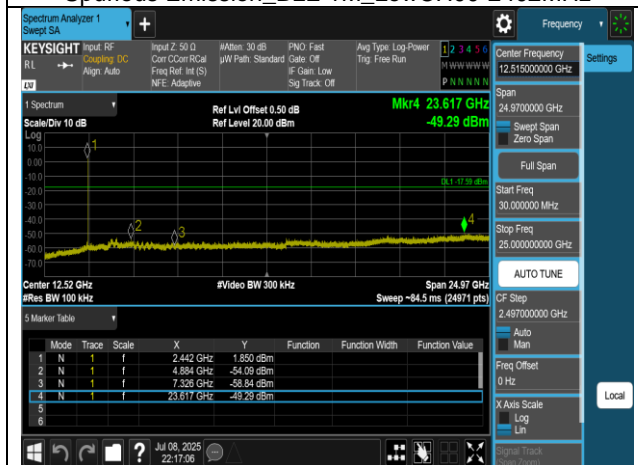 Spectrum Analyzer 1
Swept SA
Frequency
KEYSIGHT
RL
LXI
Input: RF
Coupling: DC
Align: Auto
Input Z: 50 Ω
Corr CCorr RCal
Freq Ref: Int (S)
NFE: Adaptive
#Atten: 30 dB
µW Path: Standard
PNO: Fast
Gate: Off
IF Gain: Low
Sig Track: Off
Avg Type: Log-Power
Trig: Free Run
1 2 3 4 5 6
M W W W W W
P N N N N N
1 Spectrum
Scale/Div 10 dB
Ref Lvl Offset 0.50 dB
Ref Level 20.00 dBm
Mkr4 23.617 GHz
-49.29 dBm
Log
10.0
0.00
-10.0
-20.0
-30.0
-40.0
-50.0
-60.0
-70.0
1
2
3
4
DL1 -17.59 dBm
Center 12.52 GHz
#Res BW 100 kHz
#Video BW 300 kHz
Span 24.97 GHz
Sweep ~84.5 ms (24971 pts)
5 Marker Table
Mode Trace Scale X Y Function Function Width Function Value
1 N 1 f 2.442 GHz 1.850 dBm
2 N 1 f 4.884 GHz -54.09 dBm
3 N 1 f 7.326 GHz -58.84 dBm
4 N 1 f 23.617 GHz -49.29 dBm
5
6
Jul 08, 2025
22:17:06
Center Frequency
12.515000000 GHz
Settings
Span
24.9700000 GHz
Swept Span
Zero Span
Full Span
Start Freq
30.000000 MHz
Stop Freq
25.000000000 GHz
AUTO TUNE
CF Step
2.497000000 GHz
Auto
Man
Freq Offset
0 Hz
X Axis Scale
Log
Lin
Local
Signal Track
(Span Zoom)